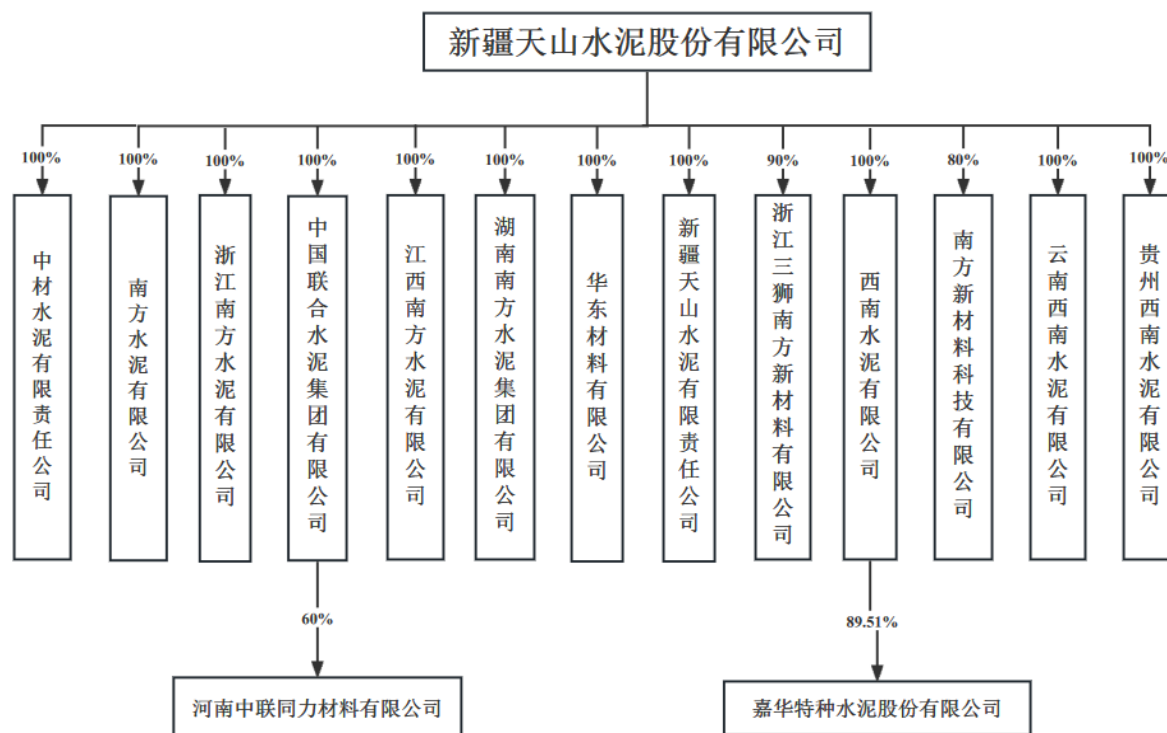 新疆天山水泥股份有限公司
100%
100%
100%
100%
100%
100%
100%
100%
90%
100%
80%
100%
100%
中材水泥有限责任公司
南方水泥有限公司
浙江南方水泥有限公司
中国联合水泥集团有限公司
江西南方水泥有限公司
湖南南方水泥集团有限公司
华东材料有限公司
新疆天山水泥有限责任公司
浙江三狮南方新材料有限公司
西南水泥有限公司
南方新材料科技有限公司
云南西南水泥有限公司
贵州西南水泥有限公司
60%
89.51%
河南中联同力材料有限公司
嘉华特种水泥股份有限公司